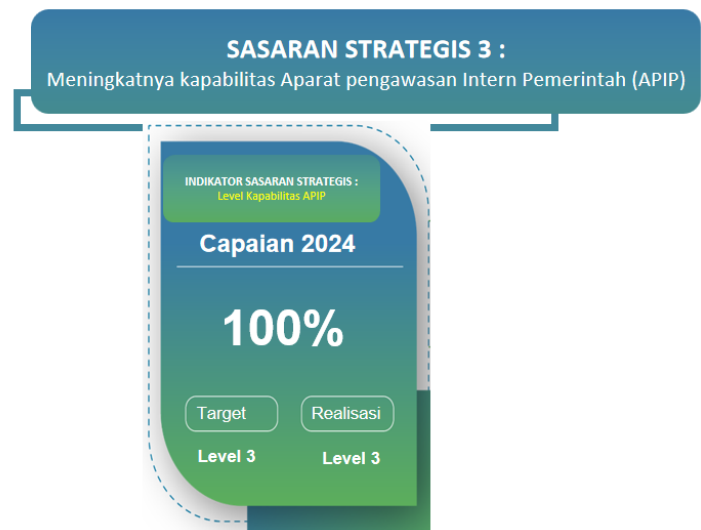 SASARAN STRATEGIS 3 :
Meningkatnya kapabilitas Aparat pengawasan Intern Pemerintah (APIP)
INDIKATOR SASARAN STRATEGIS :
Level Kapabilitas APIP
Capaian 2024
100%
Target Realisasi
Level 3 Level 3